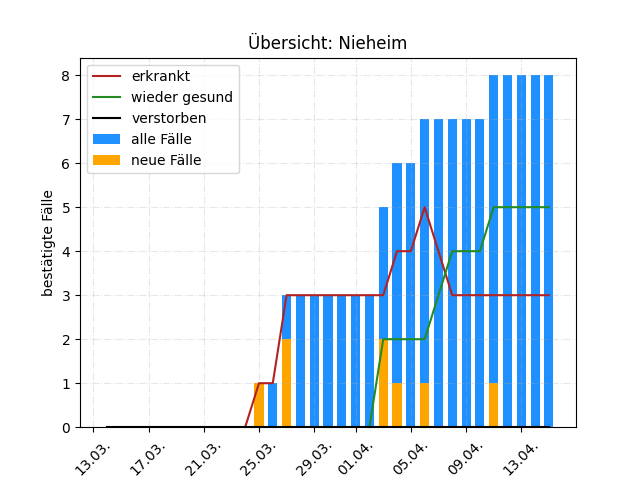 Übersicht: Nieheim
erkrankt
wieder gesund
verstorben
alle Fälle
neue Fälle
bestätigte Fälle
8
7
6
5
4
3
2
1
0
13.03.
17.03.
21.03.
25.03.
29.03.
01.04.
05.04.
09.04.
13.04.